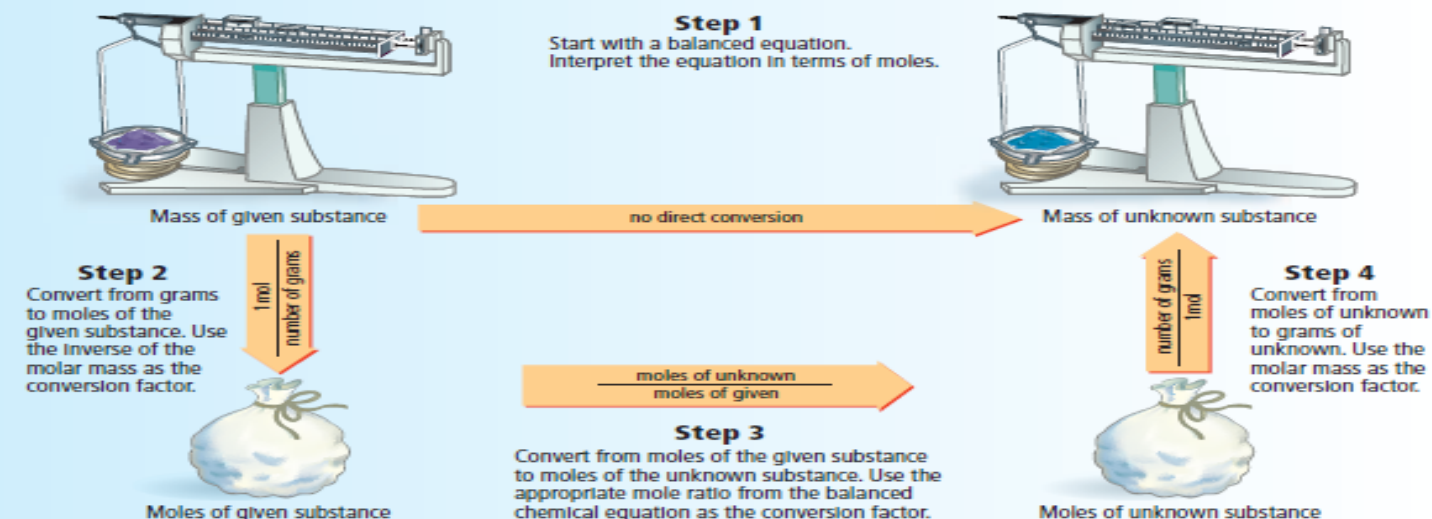 Step 1
Start with a balanced equation.
Interpret the equation in terms of moles.
Mass of given substance
no direct conversion
Mass of unknown substance
Step 2
Convert from grams
to moles of the
given substance. Use
the inverse of the
molar mass as the
conversion factor.
1 mol
number of grams
moles of unknown
moles of given
Step 3
Convert from moles of the given substance
to moles of the unknown substance. Use the
appropriate mole ratio from the balanced
chemical equation as the conversion factor.
number of grams
1mol
Step 4
Convert from
moles of unknown
to grams of
unknown. Use the
molar mass as the
conversion factor.
Moles of given substance
Moles of unknown substance